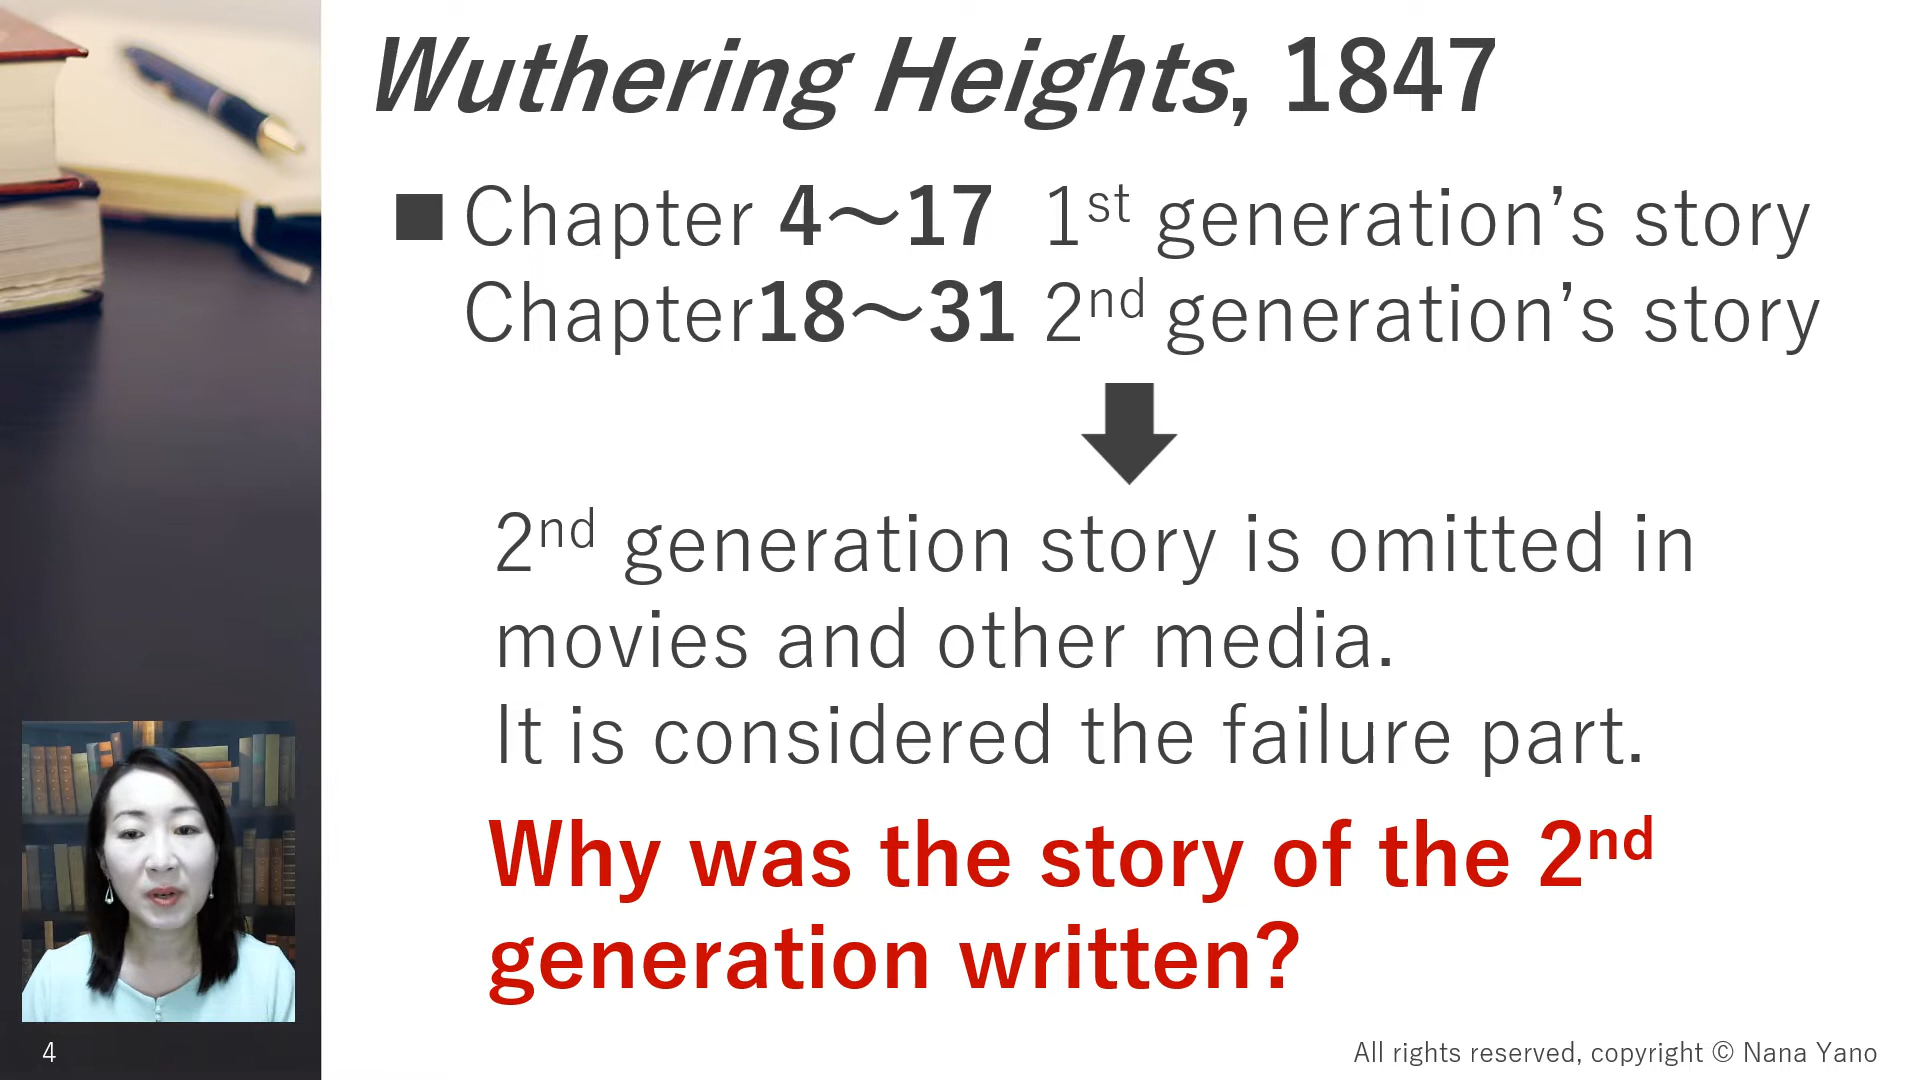 Wuthering Heights, 1847
■Chapter 4～17 1st generation’s story
Chapter18～31 2nd generation’s story
2nd generation story is omitted in
movies and other media.
It is considered the failure part.
Why was the story of the 2nd
generation written?
4
All rights reserved, copyright © Nana Yano